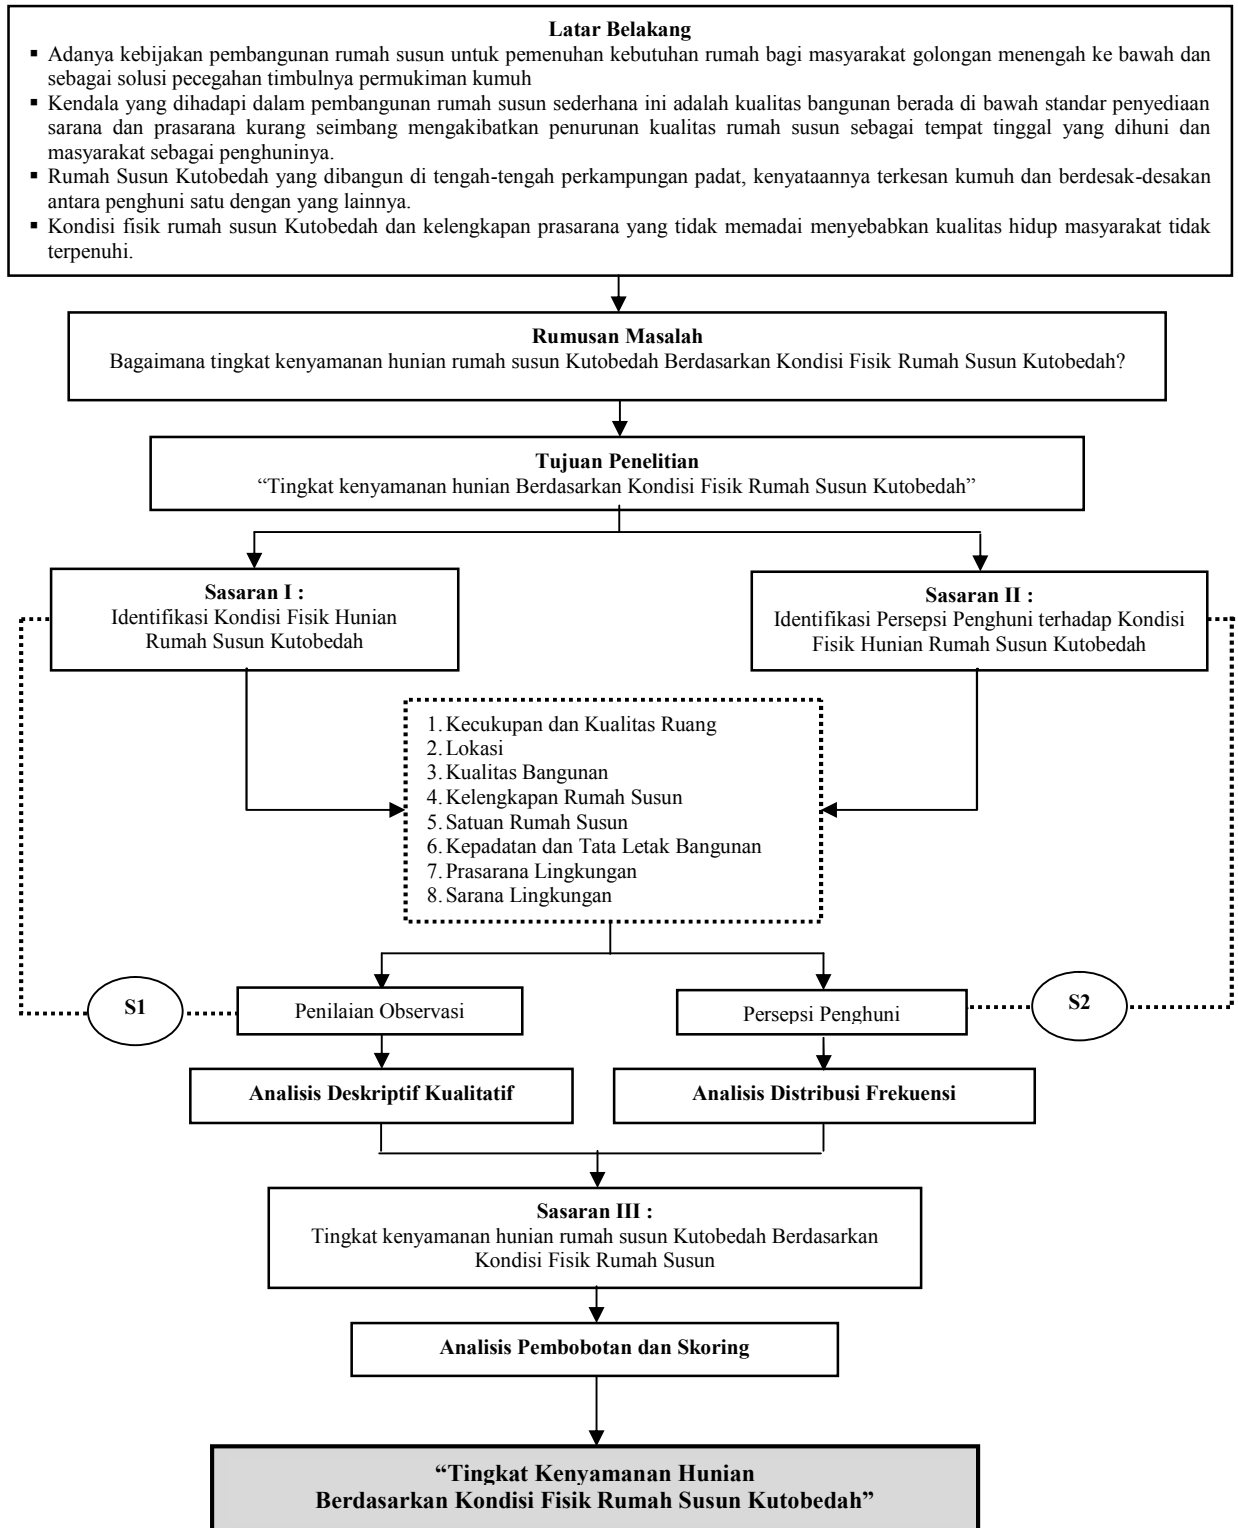 Latar Belakang
▪ Adanya kebijakan pembangunan rumah susun untuk pemenuhan kebutuhan rumah bagi masyarakat golongan menengah ke bawah dan
sebagai solusi pecegahan timbulnya permukiman kumuh
▪ Kendala yang dihadapi dalam pembangunan rumah susun sederhana ini adalah kualitas bangunan berada di bawah standar penyediaan
sarana dan prasarana kurang seimbang mengakibatkan penurunan kualitas rumah susun sebagai tempat tinggal yang dihuni dan
masyarakat sebagai penghuninya.
▪ Rumah Susun Kutobedah yang dibangun di tengah-tengah perkampungan padat, kenyataannya terkesan kumuh dan berdesak-desakan
antara penghuni satu dengan yang lainnya.
▪ Kondisi fisik rumah susun Kutobedah dan kelengkapan prasarana yang tidak memadai menyebabkan kualitas hidup masyarakat tidak
terpenuhi.
Rumusan Masalah
Bagaimana tingkat kenyamanan hunian rumah susun Kutobedah Berdasarkan Kondisi Fisik Rumah Susun Kutobedah?
Tujuan Penelitian
“Tingkat kenyamanan hunian Berdasarkan Kondisi Fisik Rumah Susun Kutobedah”
Sasaran I :
Identifikasi Kondisi Fisik Hunian
Rumah Susun Kutobedah
Sasaran II :
Identifikasi Persepsi Penghuni terhadap Kondisi
Fisik Hunian Rumah Susun Kutobedah
1. Kecukupan dan Kualitas Ruang
2. Lokasi
3. Kualitas Bangunan
4. Kelengkapan Rumah Susun
5. Satuan Rumah Susun
6. Kepadatan dan Tata Letak Bangunan
7. Prasarana Lingkungan
8. Sarana Lingkungan
S1
Penilaian Observasi
Persepsi Penghuni
S2
Analisis Deskriptif Kualitatif
Analisis Distribusi Frekuensi
Sasaran III :
Tingkat kenyamanan hunian rumah susun Kutobedah Berdasarkan
Kondisi Fisik Rumah Susun
Analisis Pembobotan dan Skoring
“Tingkat Kenyamanan Hunian
Berdasarkan Kondisi Fisik Rumah Susun Kutobedah”